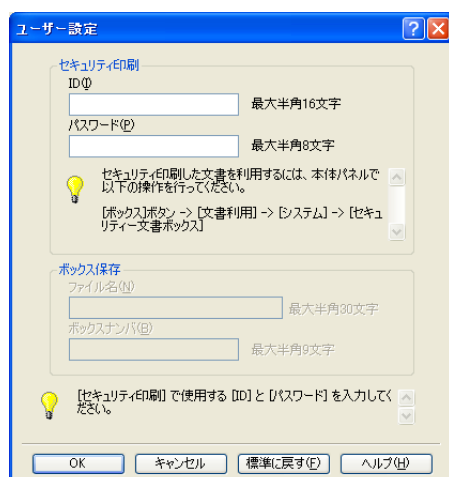 ユーザー設定
セキュリティ印刷
ID(I)
最大半角16文字
パスワード(P)
最大半角8文字
セキュリティ印刷した文書を利用するには、本体パネルで
以下の操作を行ってください。
[ボックス]ボタン -> [文書利用] -> [システム] -> [セキュ
リティー文書ボックス]
ボックス保存
ファイル名(N)
最大半角30文字
ボックスナンバ(B)
最大半角9文字
[セキュリティ印刷] で使用する [ID] と [パスワード] を入力してく
ださい。
OK
キャンセル
標準に戻す(F)
ヘルプ(H)